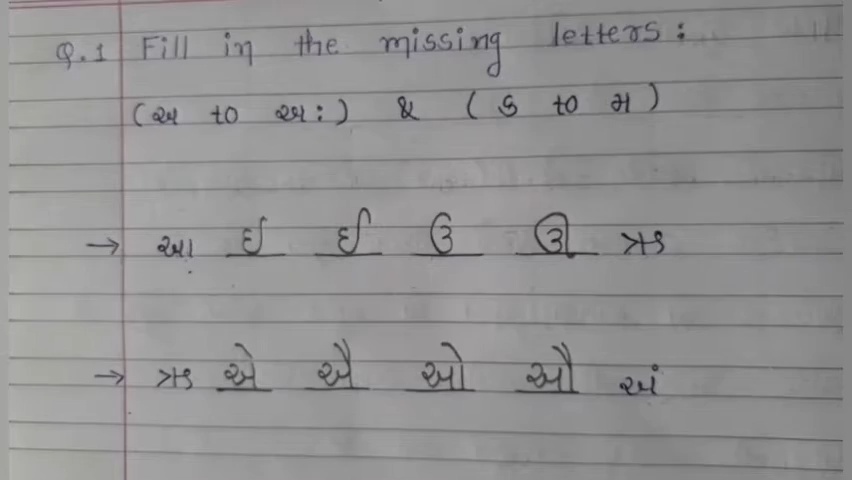 Q.1 Fill in the missing letters :
(અ to અઃ) & ( ક to મ )
→ આ ઇ ઈ ઉ ઊ ઋ
→ ઋ એ ઐ ઓ ઔ અં